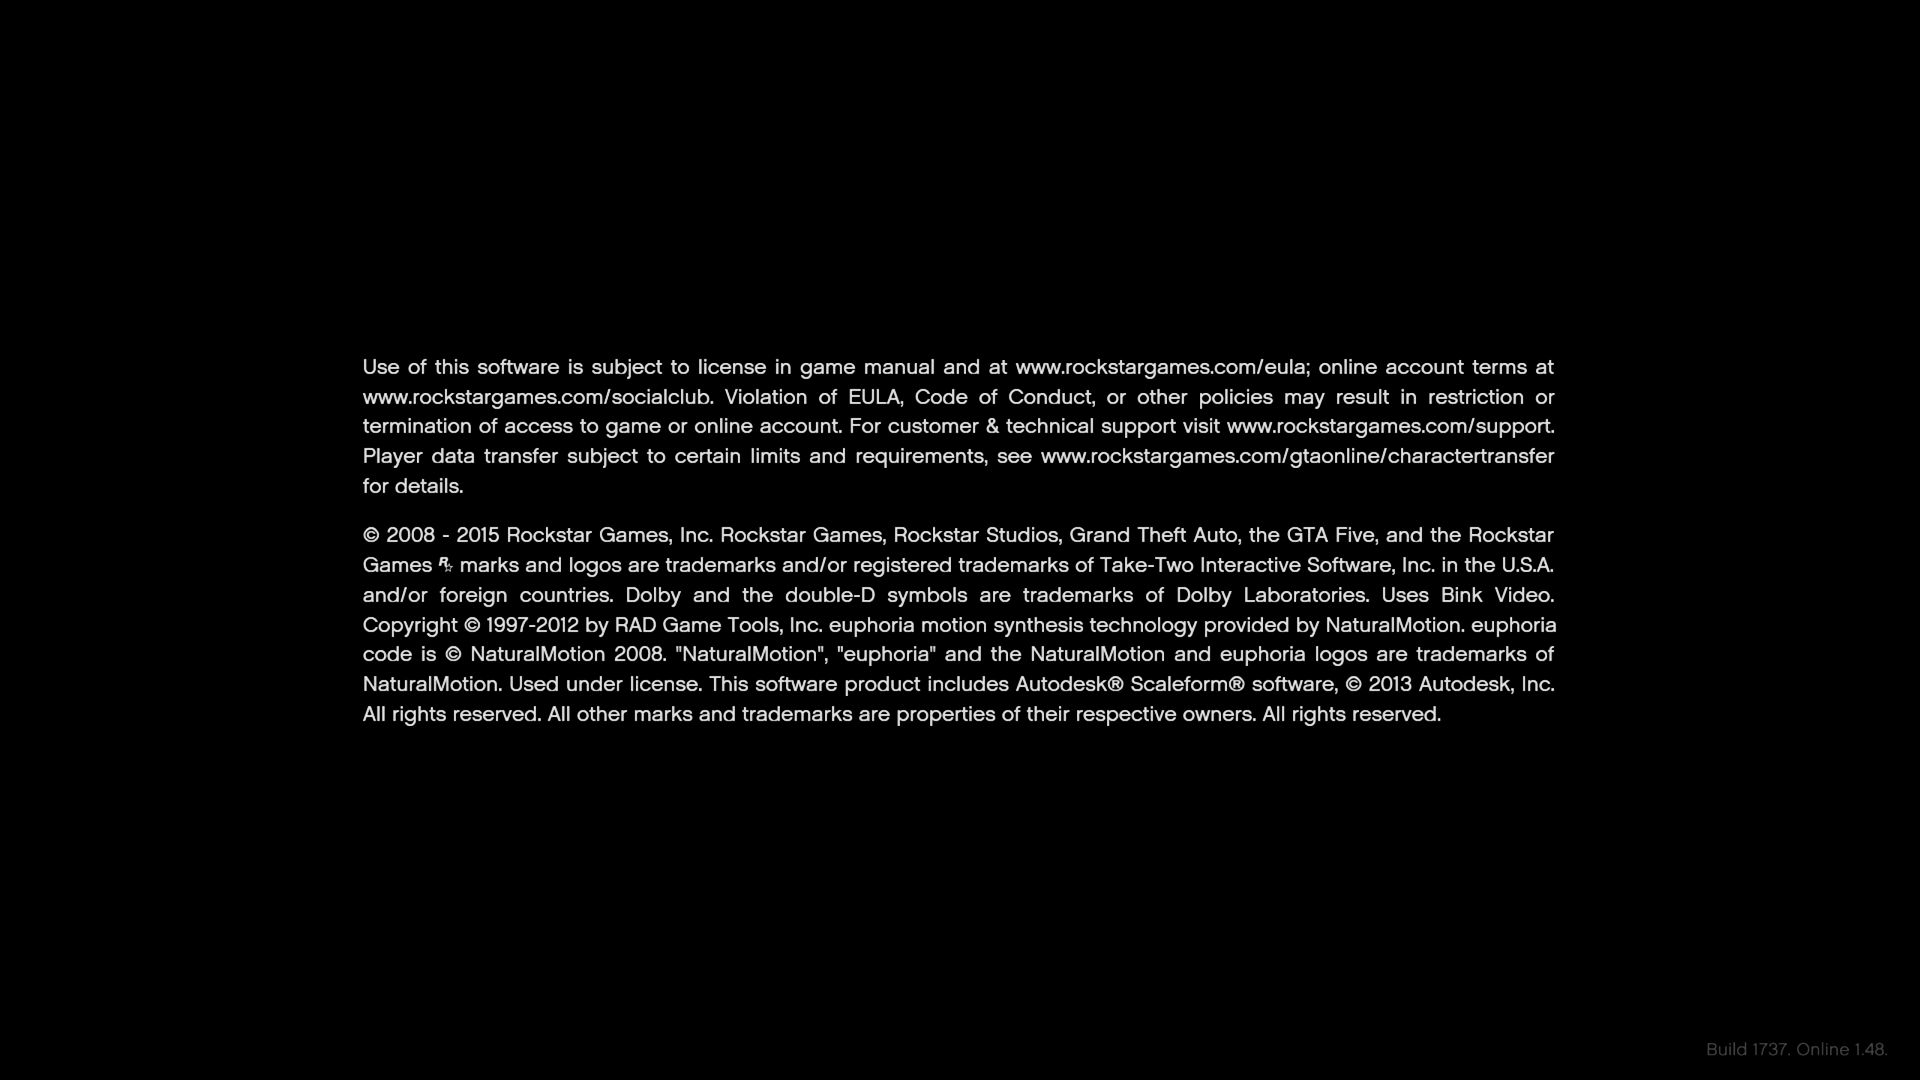 Use of this software is subject to license in game manual and at www.rockstargames.com/eula; online account terms at
www.rockstargames.com/socialclub. Violation of EULA, Code of Conduct, or other policies may result in restriction or
termination of access to game or online account. For customer & technical support visit www.rockstargames.com/support.
Player data transfer subject to certain limits and requirements, see www.rockstargames.com/gtaonline/charactertransfer
for details.
© 2008 - 2015 Rockstar Games, Inc. Rockstar Games, Rockstar Studios, Grand Theft Auto, the GTA Five, and the Rockstar
Games R☆ marks and logos are trademarks and/or registered trademarks of Take-Two Interactive Software, Inc. in the U.S.A.
and/or foreign countries. Dolby and the double-D symbols are trademarks of Dolby Laboratories. Uses Bink Video.
Copyright © 1997-2012 by RAD Game Tools, Inc. euphoria motion synthesis technology provided by NaturalMotion. euphoria
code is © NaturalMotion 2008. "NaturalMotion", "euphoria" and the NaturalMotion and euphoria logos are trademarks of
NaturalMotion. Used under license. This software product includes Autodesk® Scaleform® software, © 2013 Autodesk, Inc.
All rights reserved. All other marks and trademarks are properties of their respective owners. All rights reserved.
Build 1737. Online 1.48.